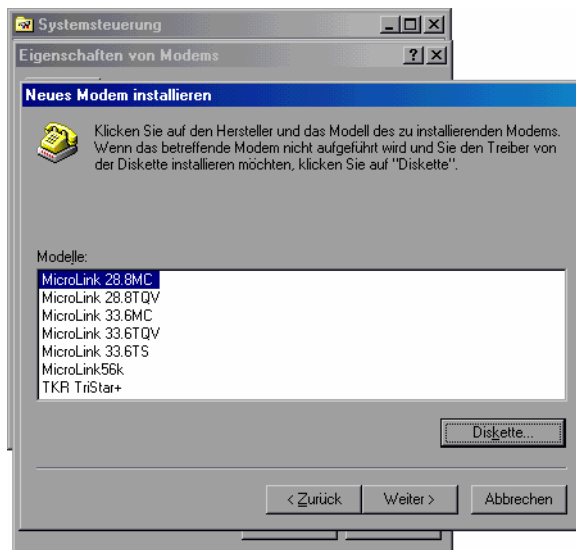 Systemsteuerung
Eigenschaften von Modems
Neues Modem installieren
Klicken Sie auf den Hersteller und das Modell des zu installierenden Modems.
Wenn das betreffende Modem nicht aufgeführt wird und Sie den Treiber von
der Diskette installieren möchten, klicken Sie auf "Diskette".
Modelle:
MicroLink 28.8MC
MicroLink 28.8TQV
MicroLink 33.6MC
MicroLink 33.6TQV
MicroLink 33.6TS
MicroLink56k
TKR TriStar+
Diskette...
< Zurück
Weiter >
Abbrechen